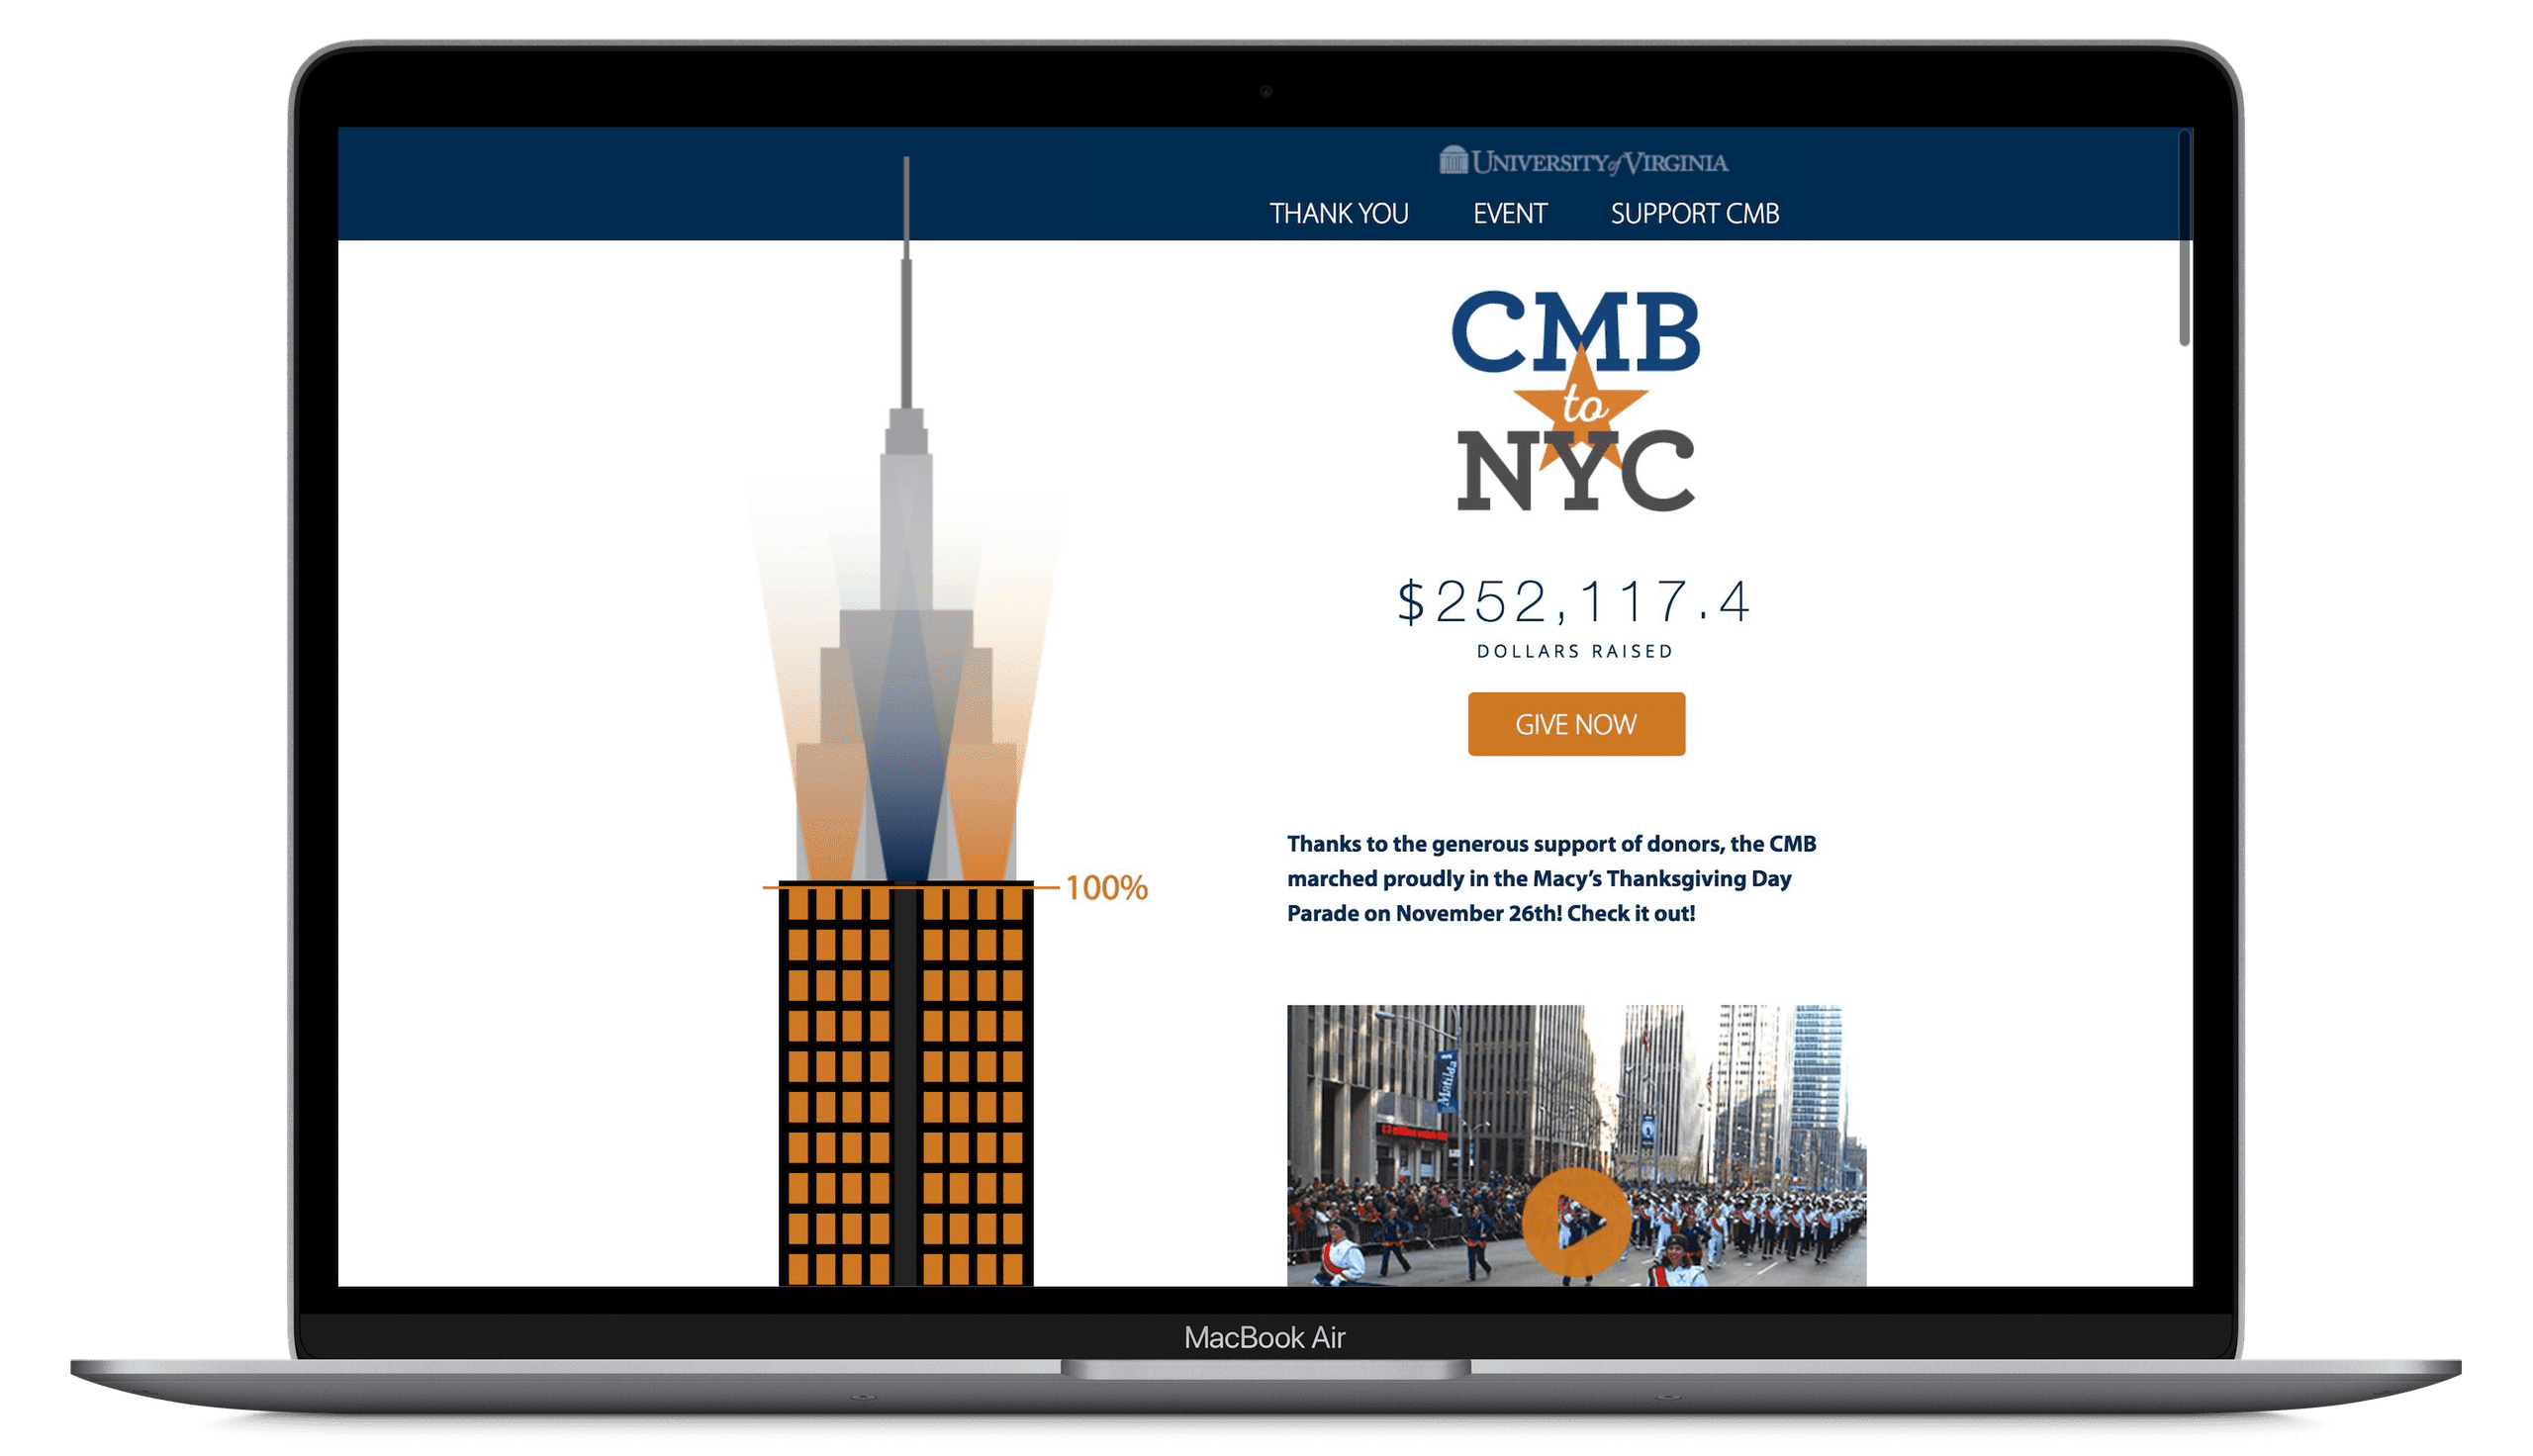 UNIVERSITY of VIRGINIA
THANK YOU EVENT SUPPORT CMB
CMB
to
NYC
$252,117.4
DOLLARS RAISED
GIVE NOW
Thanks to the generous support of donors, the CMB
marched proudly in the Macy’s Thanksgiving Day
Parade on November 26th! Check it out!
100%
Matilda
MacBook Air